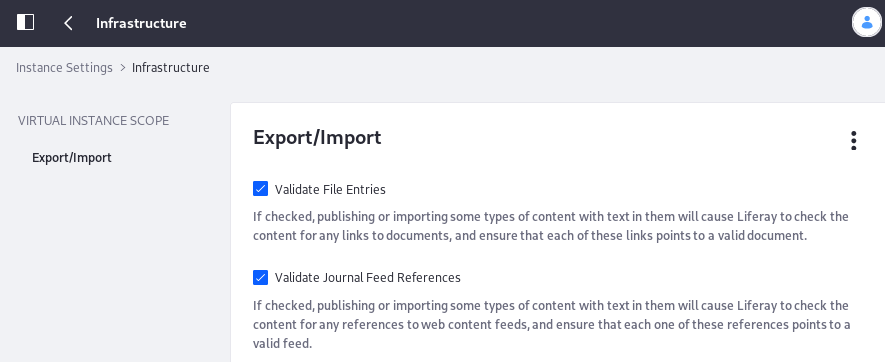 Infrastructure
Instance Settings > Infrastructure
VIRTUAL INSTANCE SCOPE
Export/Import
Export/Import
Validate File Entries
If checked, publishing or importing some types of content with text in them will cause Liferay to check the
content for any links to documents, and ensure that each of these links points to a valid document.
Validate Journal Feed References
If checked, publishing or importing some types of content with text in them will cause Liferay to check the
content for any references to web content feeds, and ensure that each one of these references points to a
valid feed.